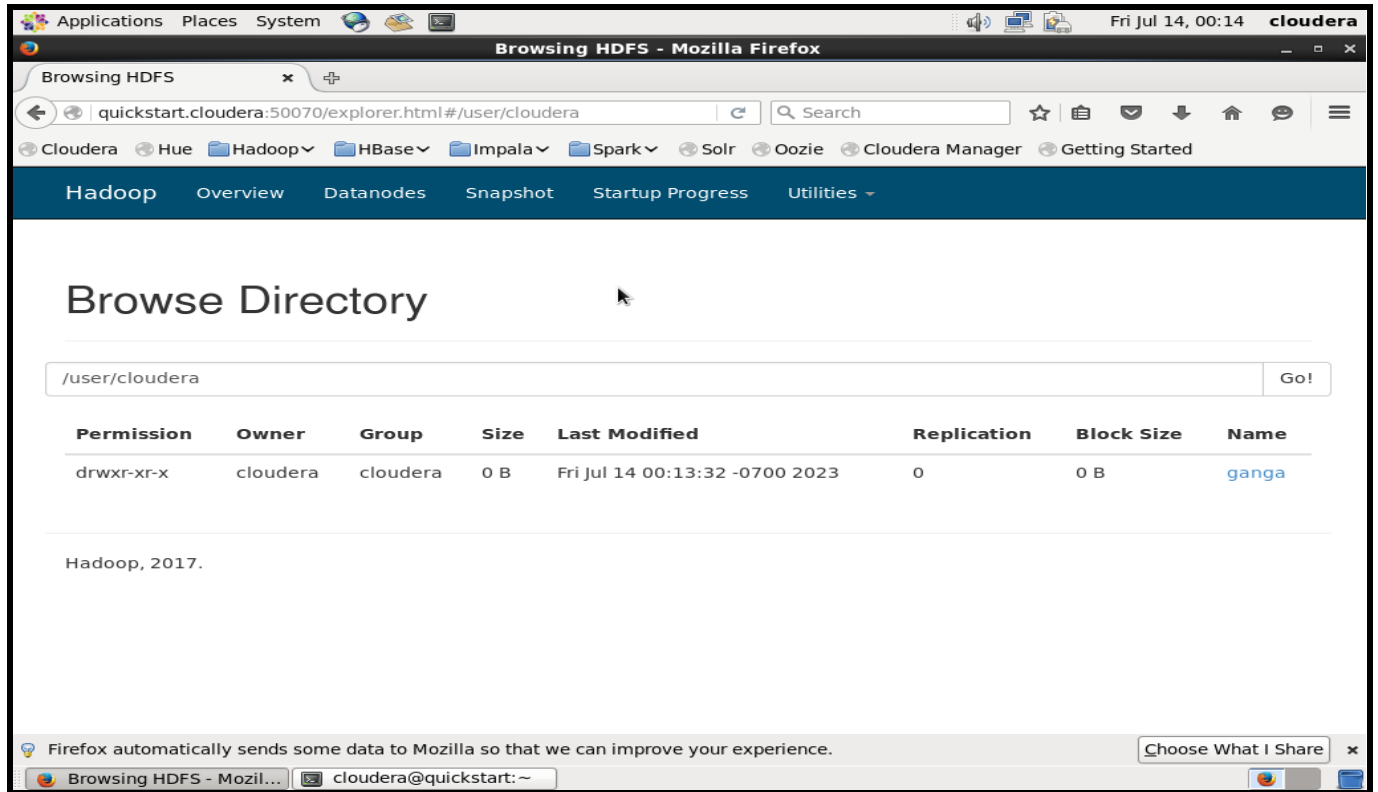 Applications Places System Fri Jul 14, 00:14 cloudera
Browsing HDFS - Mozilla Firefox
Browsing HDFS
quickstart.cloudera:50070/explorer.html#/user/cloudera Search
Cloudera Hue Hadoop HBase Impala Spark Solr Oozie Cloudera Manager Getting Started
Hadoop Overview Datanodes Snapshot Startup Progress Utilities
Browse Directory
/user/cloudera Go!
Permission Owner Group Size Last Modified Replication Block Size Name
drwxr-xr-x cloudera cloudera 0 B Fri Jul 14 00:13:32 -0700 2023 0 0 B ganga
Hadoop, 2017.
Firefox automatically sends some data to Mozilla so that we can improve your experience. Choose What I Share
Browsing HDFS - Mozil... cloudera@quickstart:~